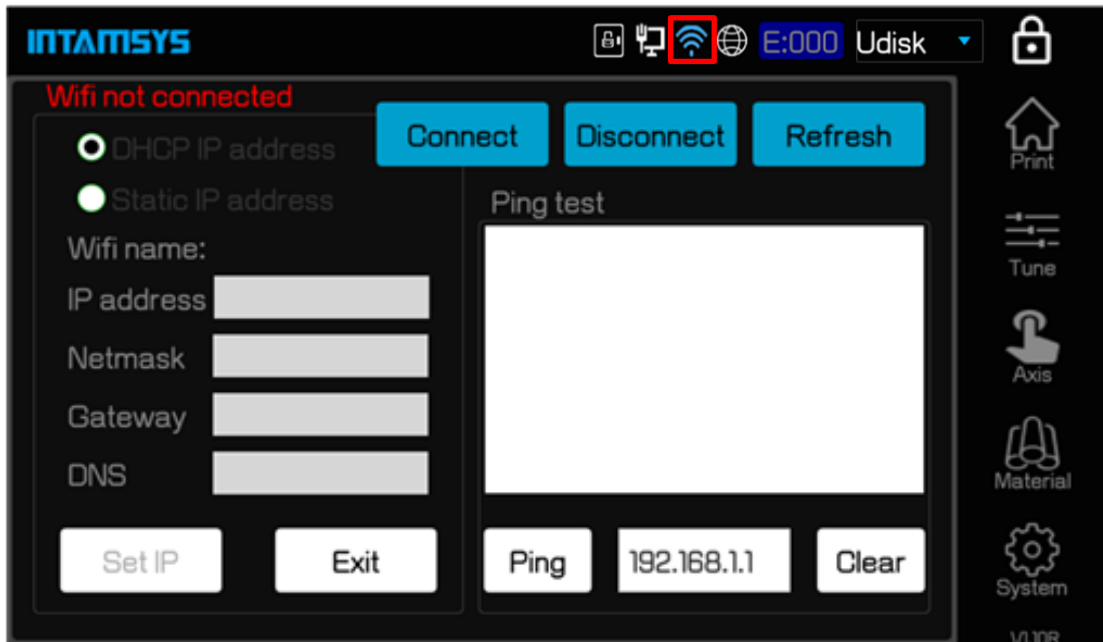 INTAMSYS
E:000
Udisk
Wifi not connected
Connect
Disconnect
Refresh
DHCP IP address
Static IP address
Ping test
Wifi name:
IP address
Netmask
Gateway
DNS
Set IP
Exit
Ping
192.168.1.1
Clear
Print
Tune
Axis
Material
System